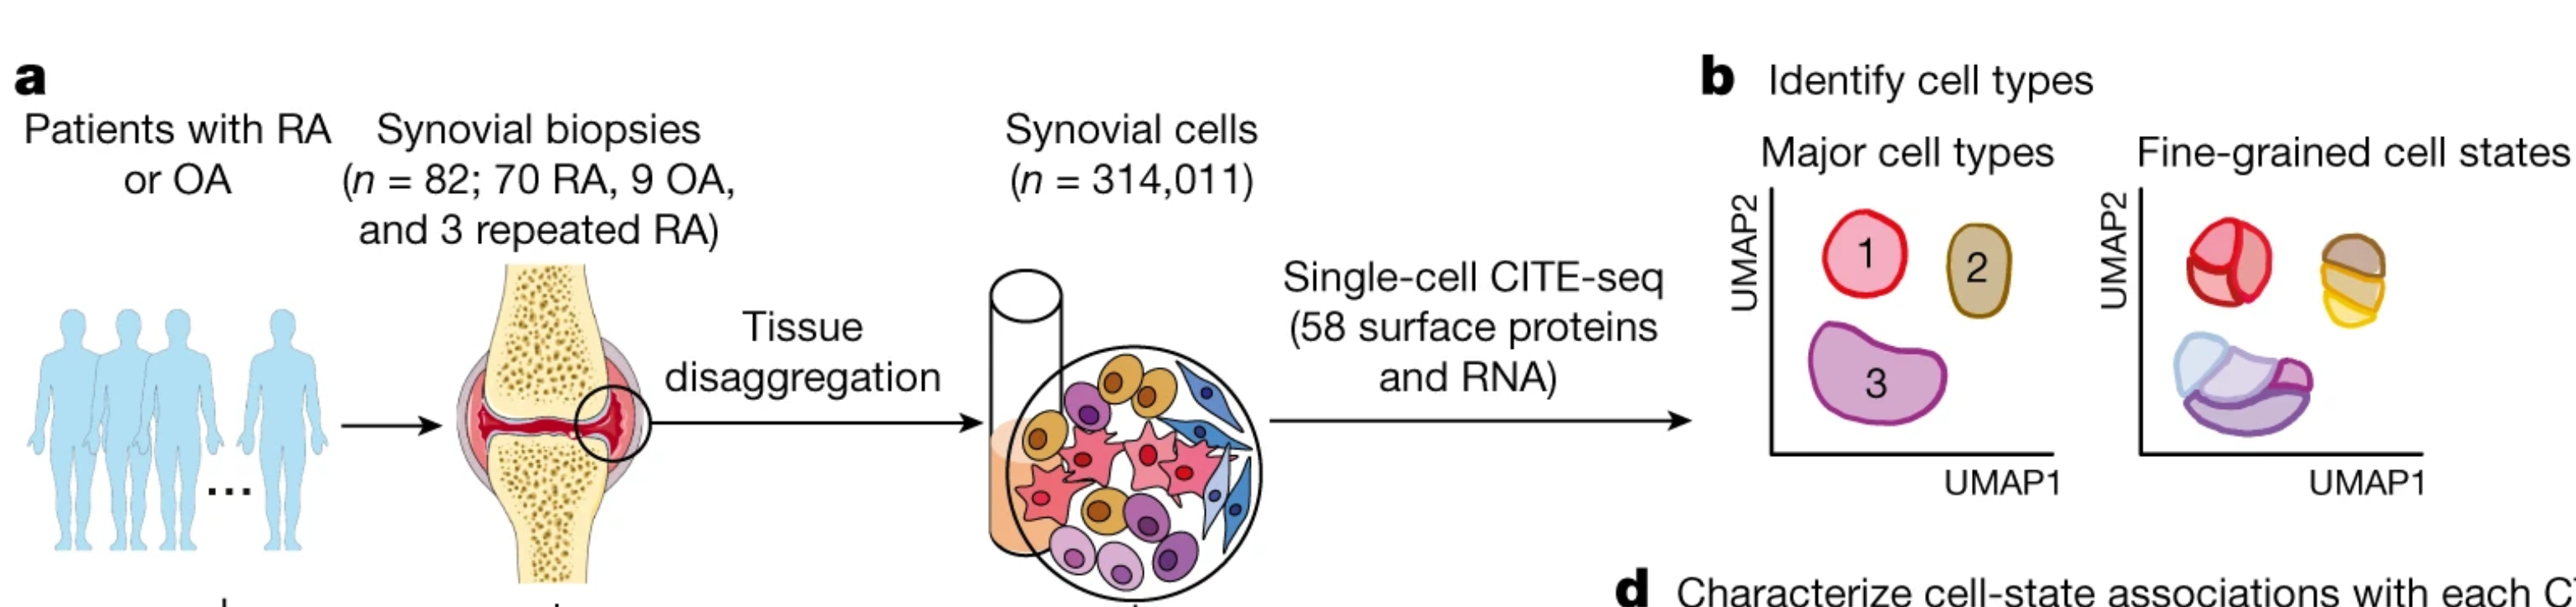 a
Patients with RA
or OA
Synovial biopsies
(n = 82; 70 RA, 9 OA,
and 3 repeated RA)
Tissue
disaggregation
Synovial cells
(n = 314,011)
Single-cell CITE-seq
(58 surface proteins
and RNA)
b Identify cell types
Major cell types
UMAP2
1
2
3
UMAP1
Fine-grained cell states
UMAP2
UMAP1
d Characterize cell-state associations with each